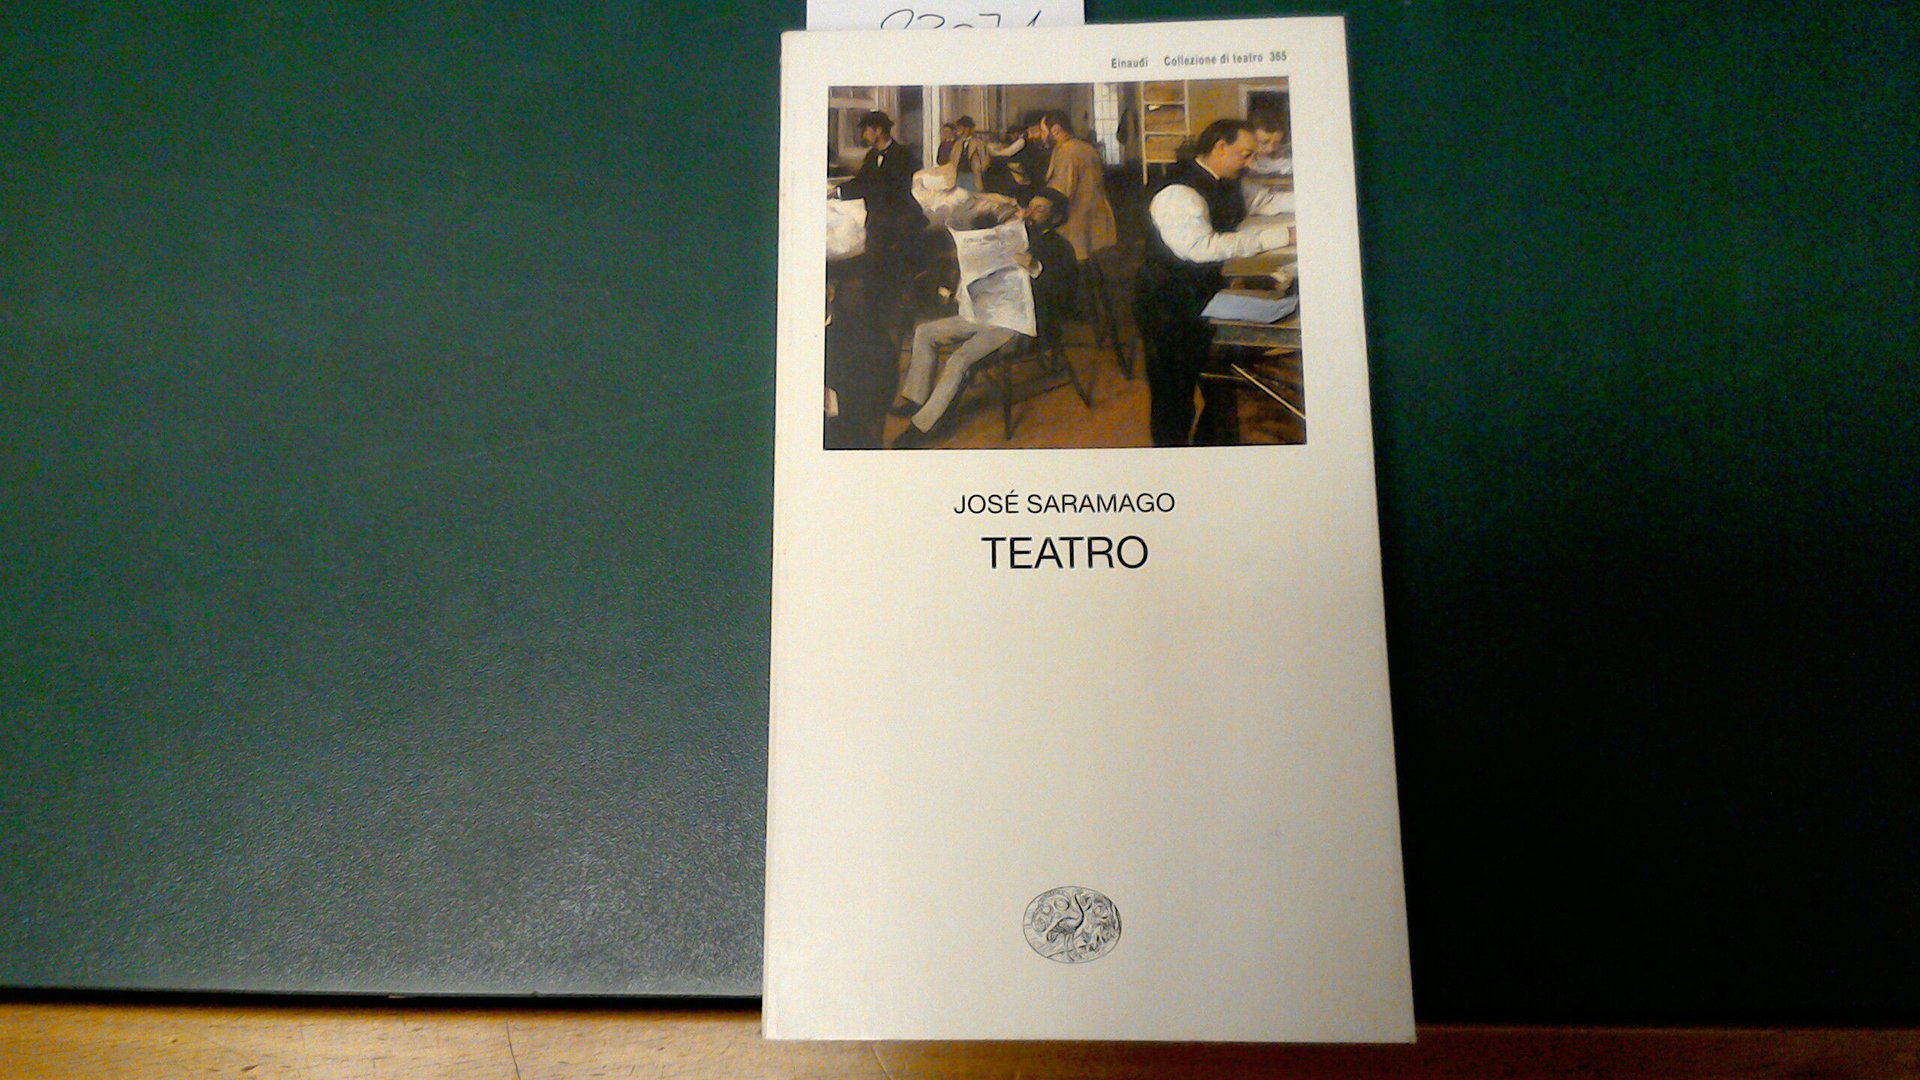 Einaudi Collezione di teatro 365
JOSÉ SARAMAGO
TEATRO